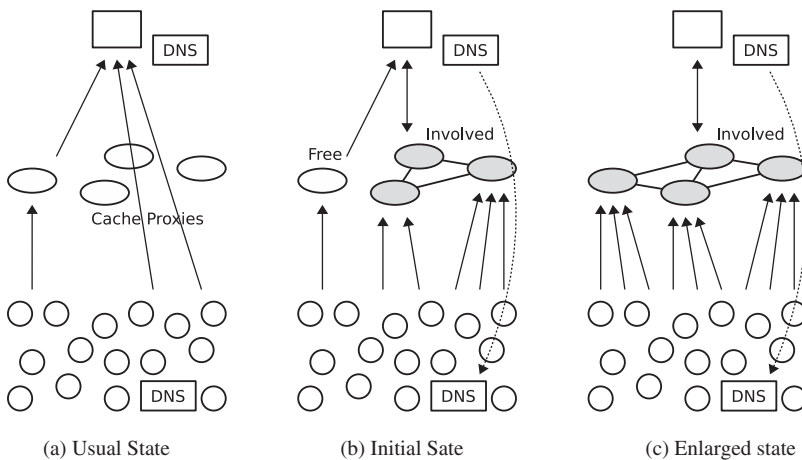 DNS
Cache Proxies
DNS
(a) Usual State
DNS
Involved
Free
DNS
(b) Initial Sate
DNS
Involved
DNS
(c) Enlarged state